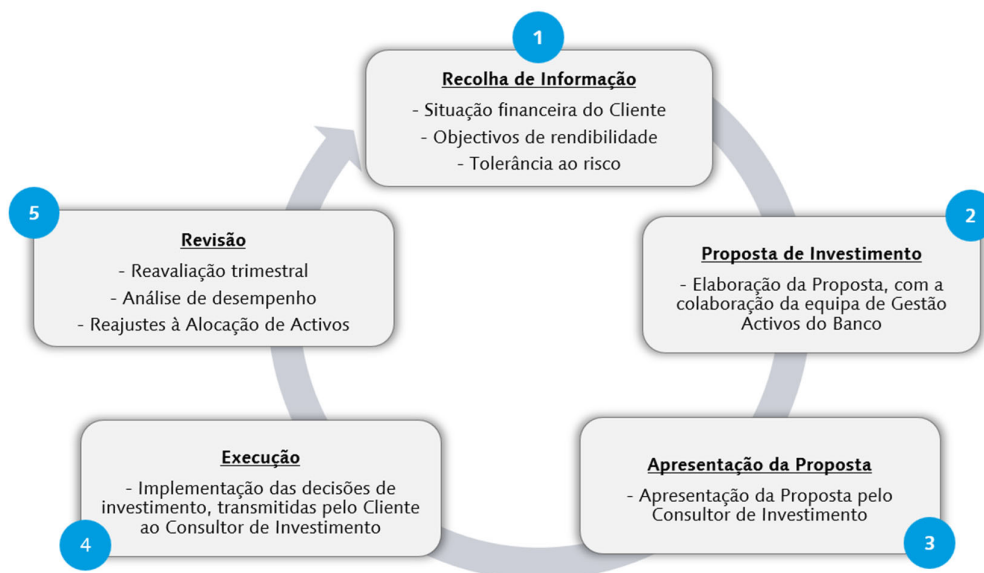 1
Recolha de Informação
- Situação financeira do Cliente
- Objectivos de rendibilidade
- Tolerância ao risco
2
Proposta de Investimento
- Elaboração da Proposta, com a
colaboração da equipa de Gestão
Activos do Banco
3
Apresentação da Proposta
- Apresentação da Proposta pelo
Consultor de Investimento
4
Execução
- Implementação das decisões de
investimento, transmitidas pelo Cliente
ao Consultor de Investimento
5
Revisão
- Reavaliação trimestral
- Análise de desempenho
- Reajustes à Alocação de Activos